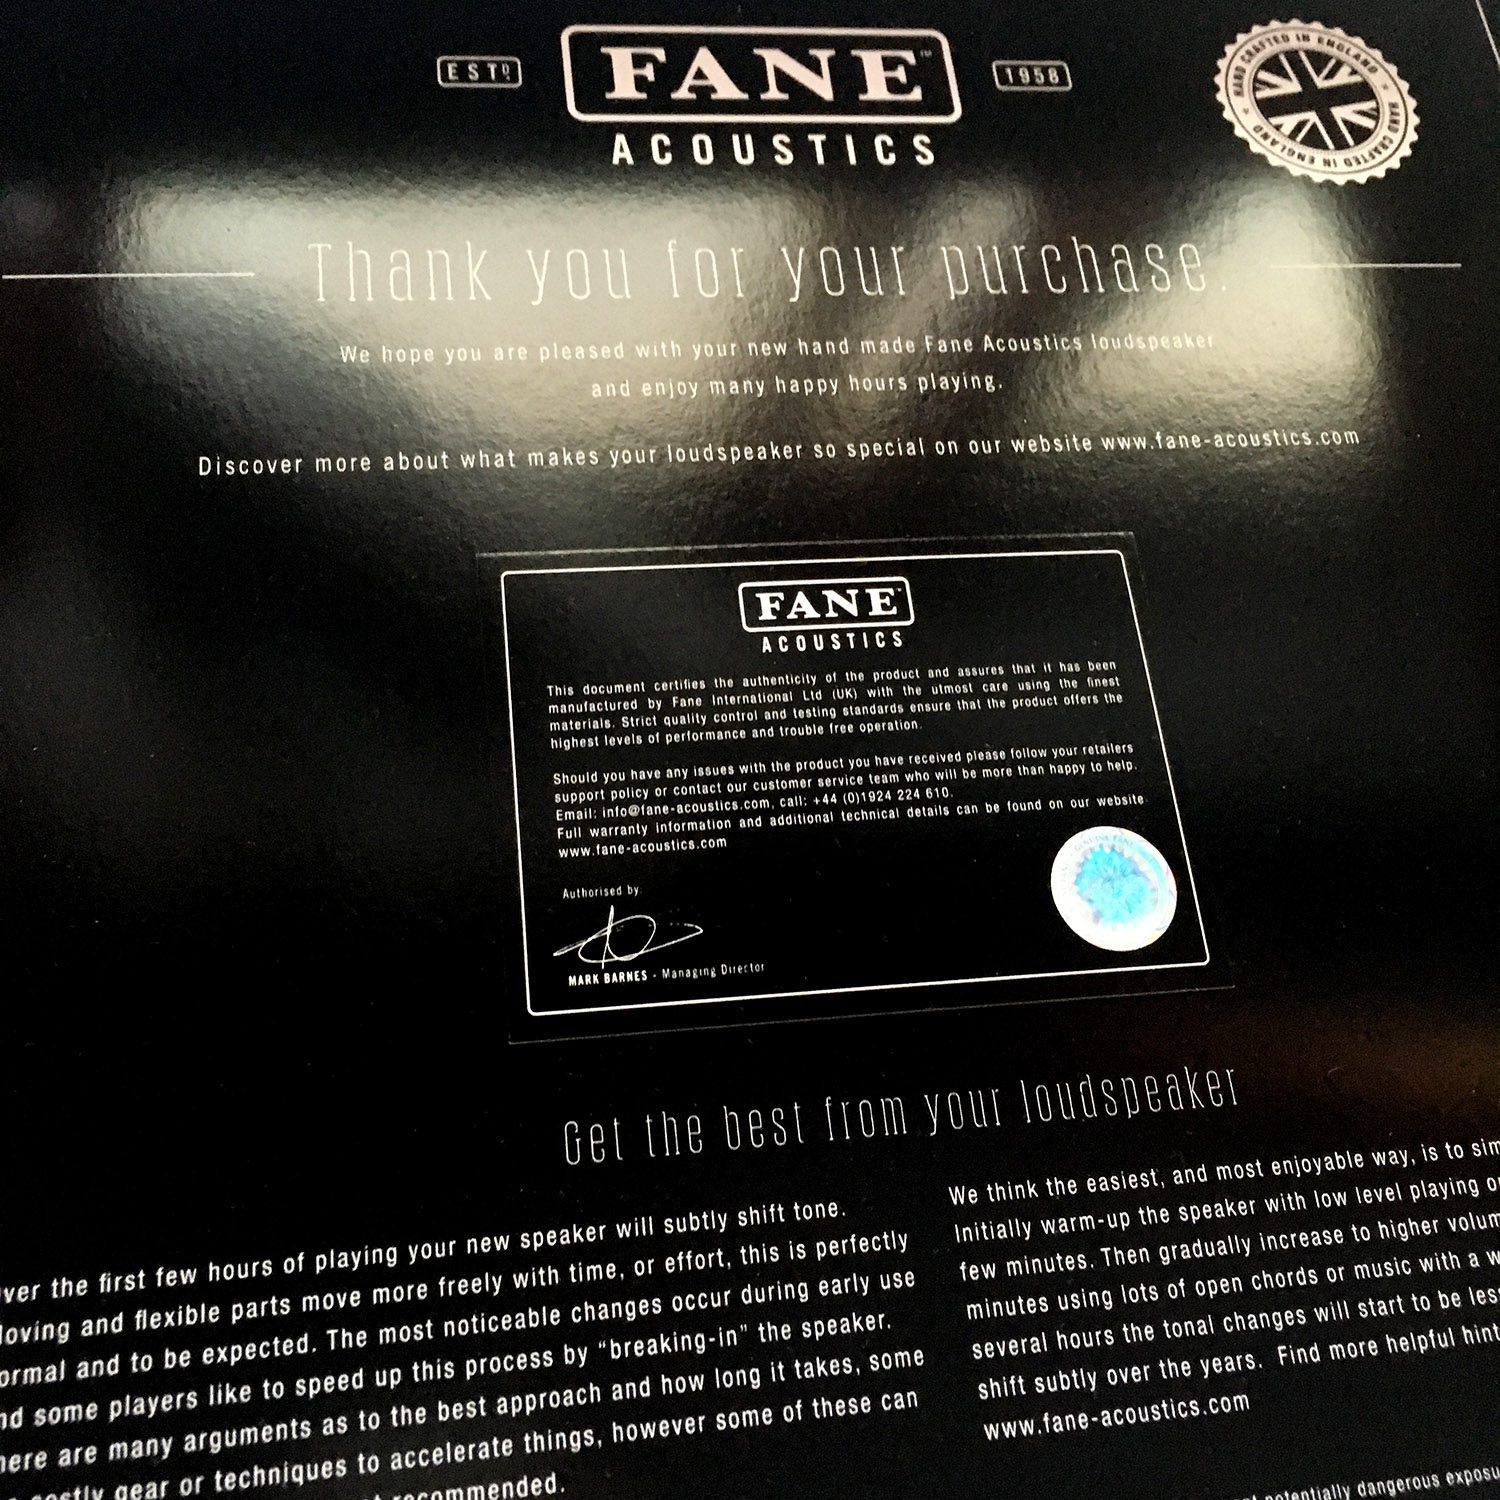 ESTD
FANE™
1958
ACOUSTICS
HAND CRAFTED IN ENGLAND
HAND CRAFTED IN ENGLAND
Thank you for your purchase.
We hope you are pleased with your new hand made Fane Acoustics loudspeaker
and enjoy many happy hours playing.
Discover more about what makes your loudspeaker so special on our website www.fane-acoustics.com
FANE
ACOUSTICS
This document certifies the authenticity of the product and assures that it has been
manufactured by Fane International Ltd (UK) with the utmost care using the finest
materials. Strict quality control and testing standards ensure that the product offers the
highest levels of performance and trouble free operation.
Should you have any issues with the product you have received please follow your retailers
support policy or contact our customer service team who will be more than happy to help.
Email: info@fane-acoustics.com, call: +44 (0)1924 224 610.
Full warranty information and additional technical details can be found on our website
www.fane-acoustics.com
Authorised by:
MARK BARNES - Managing Director
Get the best from your loudspeaker
ver the first few hours of playing your new speaker will subtly shift tone.
oving and flexible parts move more freely with time, or effort, this is perfectly
ormal and to be expected. The most noticeable changes occur during early use
nd some players like to speed up this process by "breaking-in" the speaker.
here are many arguments as to the best approach and how long it takes, some
costly gear or techniques to accelerate things, however some of these can
recommended.
We think the easiest, and most enjoyable way, is to sim
Initially warm-up the speaker with low level playing o
few minutes. Then gradually increase to higher volum
minutes using lots of open chords or music with a w
several hours the tonal changes will start to be less
shift subtly over the years. Find more helpful hint
www.fane-acoustics.com
potentially dangerous exposu